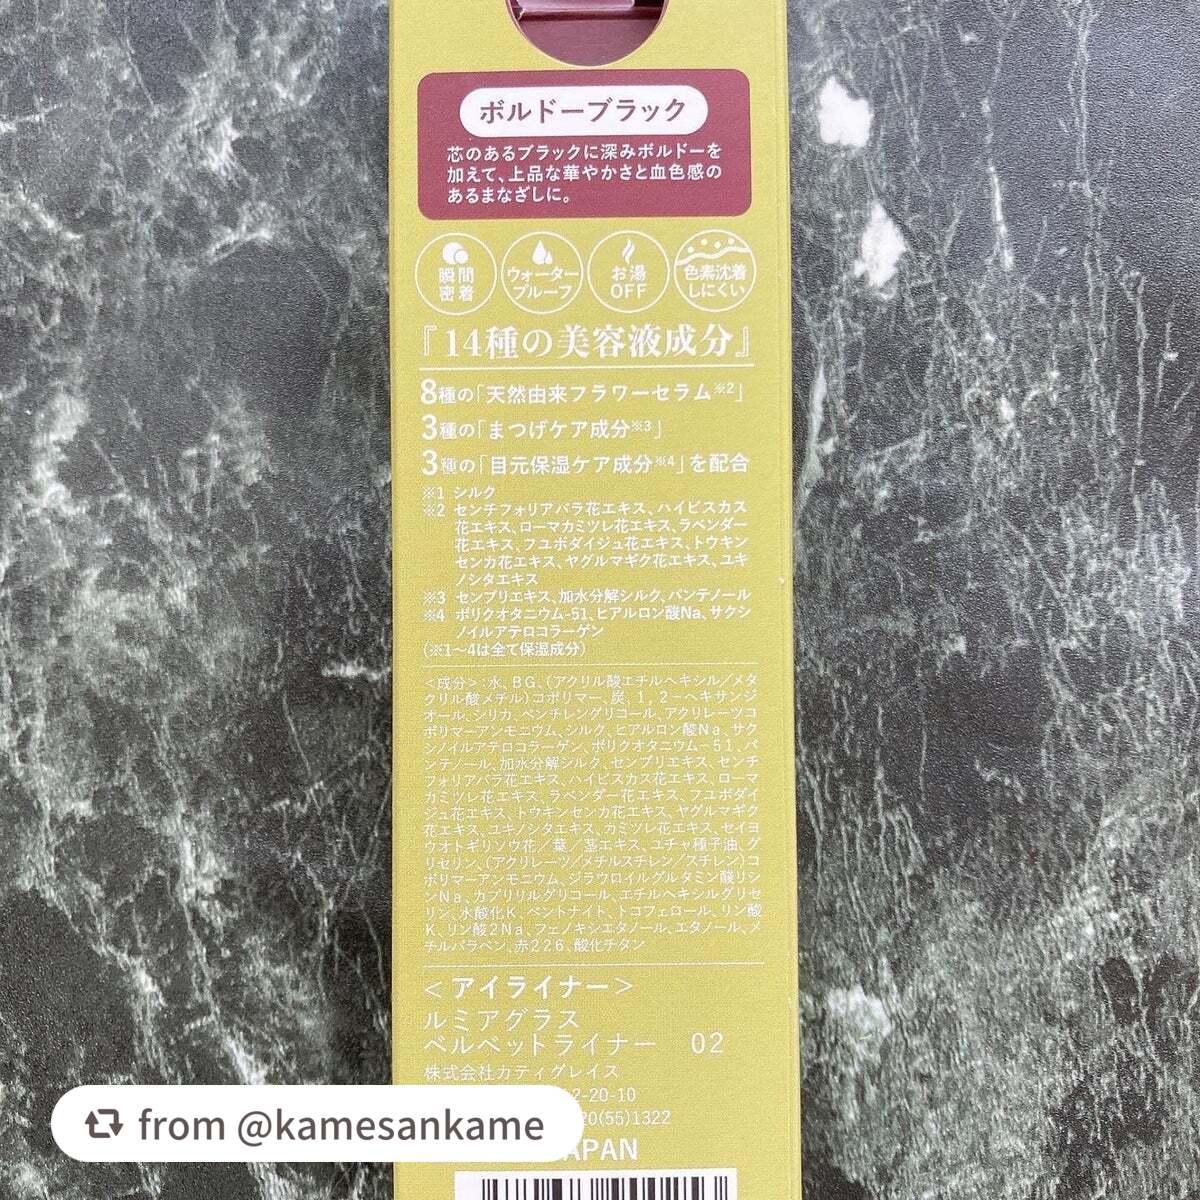 ボルドーブラック
芯のあるブラックに深みボルドーを
加えて、上品な華やかさと血色感の
あるまなざしに。
瞬間
密着
ウォーター
プルーフ
お湯
OFF
色素沈着
しにくい
『14種の美容液成分』
8種の「天然由来フラワーセラム※2」
3種の「まつげケア成分※3」
3種の「目元保湿ケア成分※4」を配合
※1 シルク
※2 センチフォリアバラ花エキス、ハイビスカス
花エキス、ローマカミツレ花エキス、ラベンダー
花エキス、フユボダイジュ花エキス、トウキン
センカ花エキス、ヤグルマギク花エキス、ユキ
ノシタエキス
※3 センブリエキス、加水分解シルク、パンテノール
※4 ポリクオタニウム-51、ヒアルロン酸Na、サクシ
ノイルアテロコラーゲン
(※1〜4は全て保湿成分)
<成分>:水、BG、(アクリル酸エチルヘキシル/メタ
クリル酸メチル)コポリマー、炭、1,2-ヘキサンジ
オール、シリカ、ペンチレングリコール、アクリレーツコ
ポリマーアンモニウム、シルク、ヒアルロン酸Na、サク
シノイルアテロコラーゲン、ポリクオタニウム-51、パ
ンテノール、加水分解シルク、センブリエキス、センチ
フォリアバラ花エキス、ハイビスカス花エキス、ローマ
カミツレ花エキス、ラベンダー花エキス、フユボダイ
ジュ花エキス、トウキンセンカ花エキス、ヤグルマギク
花エキス、ユキノシタエキス、カミツレ花エキス、セイヨ
ウオトギリソウ花/葉/茎エキス、ユチャ種子油、グ
リセリン、(アクリレーツ/メチルスチレン/スチレン)コ
ポリマーアンモニウム、ジラウロイルグルタミン酸リシ
ンNa、カプリリルグリコール、エチルヘキシルグリセ
リン、水酸化K、ベントナイト、トコフェロール、リン酸
K、リン酸2Na、フェノキシエタノール、エタノール、メ
チルパラベン、赤226、酸化チタン
<アイライナー>
ルミアグラス
ベルベットライナー 02
株式会社カティグレイス
2-20-10
20(55)1322
APAN
from @kamesankame